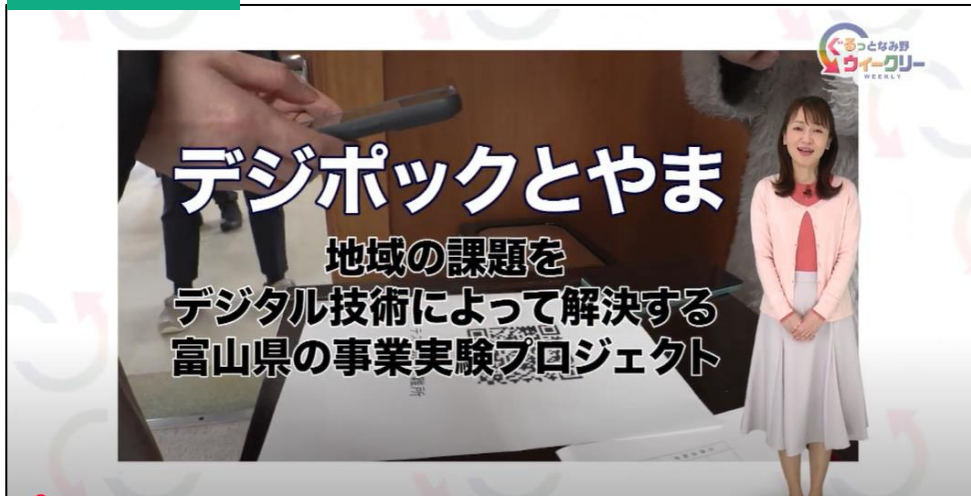 ぐるっとなみ野
ウィークリー
WEEKLY
デジポックとやま
地域の課題を
デジタル技術によって解決する
富山県の事業実験プロジェクト